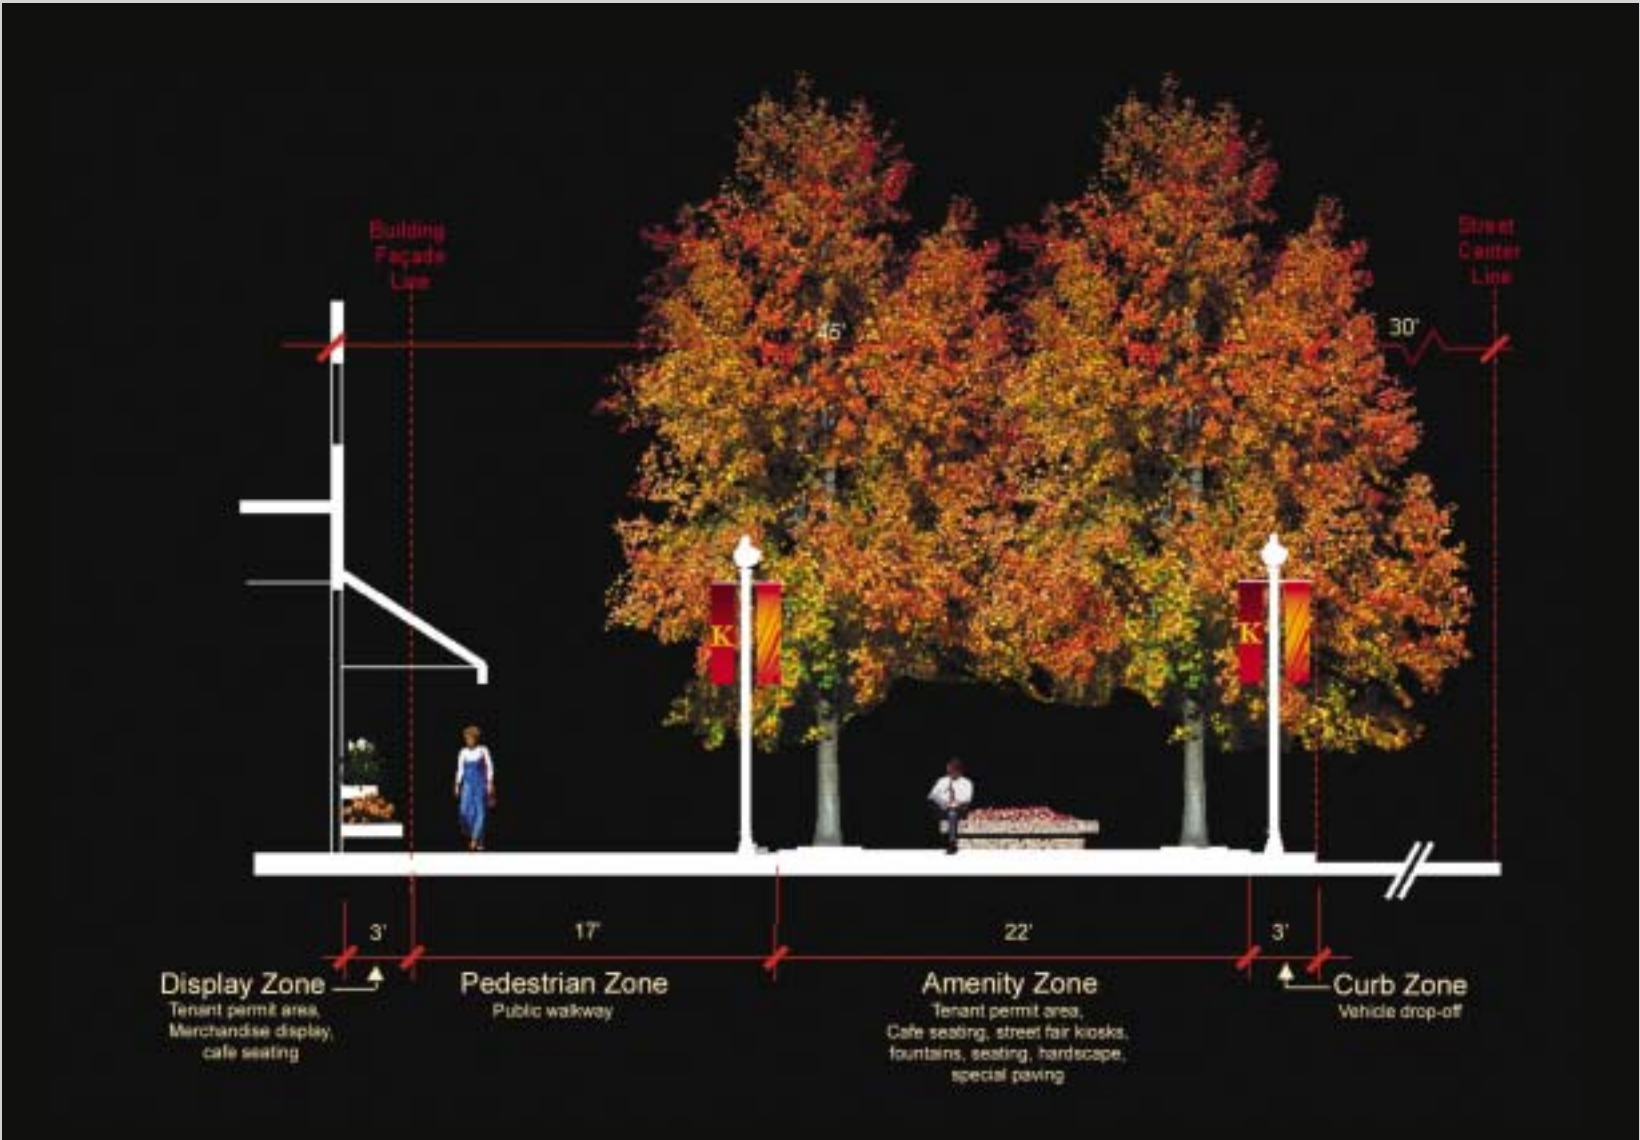 Building
Façade
Line
Street
Center
Line
45'
30'
K
K
3'
17'
22'
3'
Display Zone
Tenant permit area,
Merchandise display,
cafe seating
Pedestrian Zone
Public walkway
Amenity Zone
Tenant permit area,
Cafe seating, street fair kiosks,
fountains, seating, hardscape,
special paving
Curb Zone
Vehicle drop-off